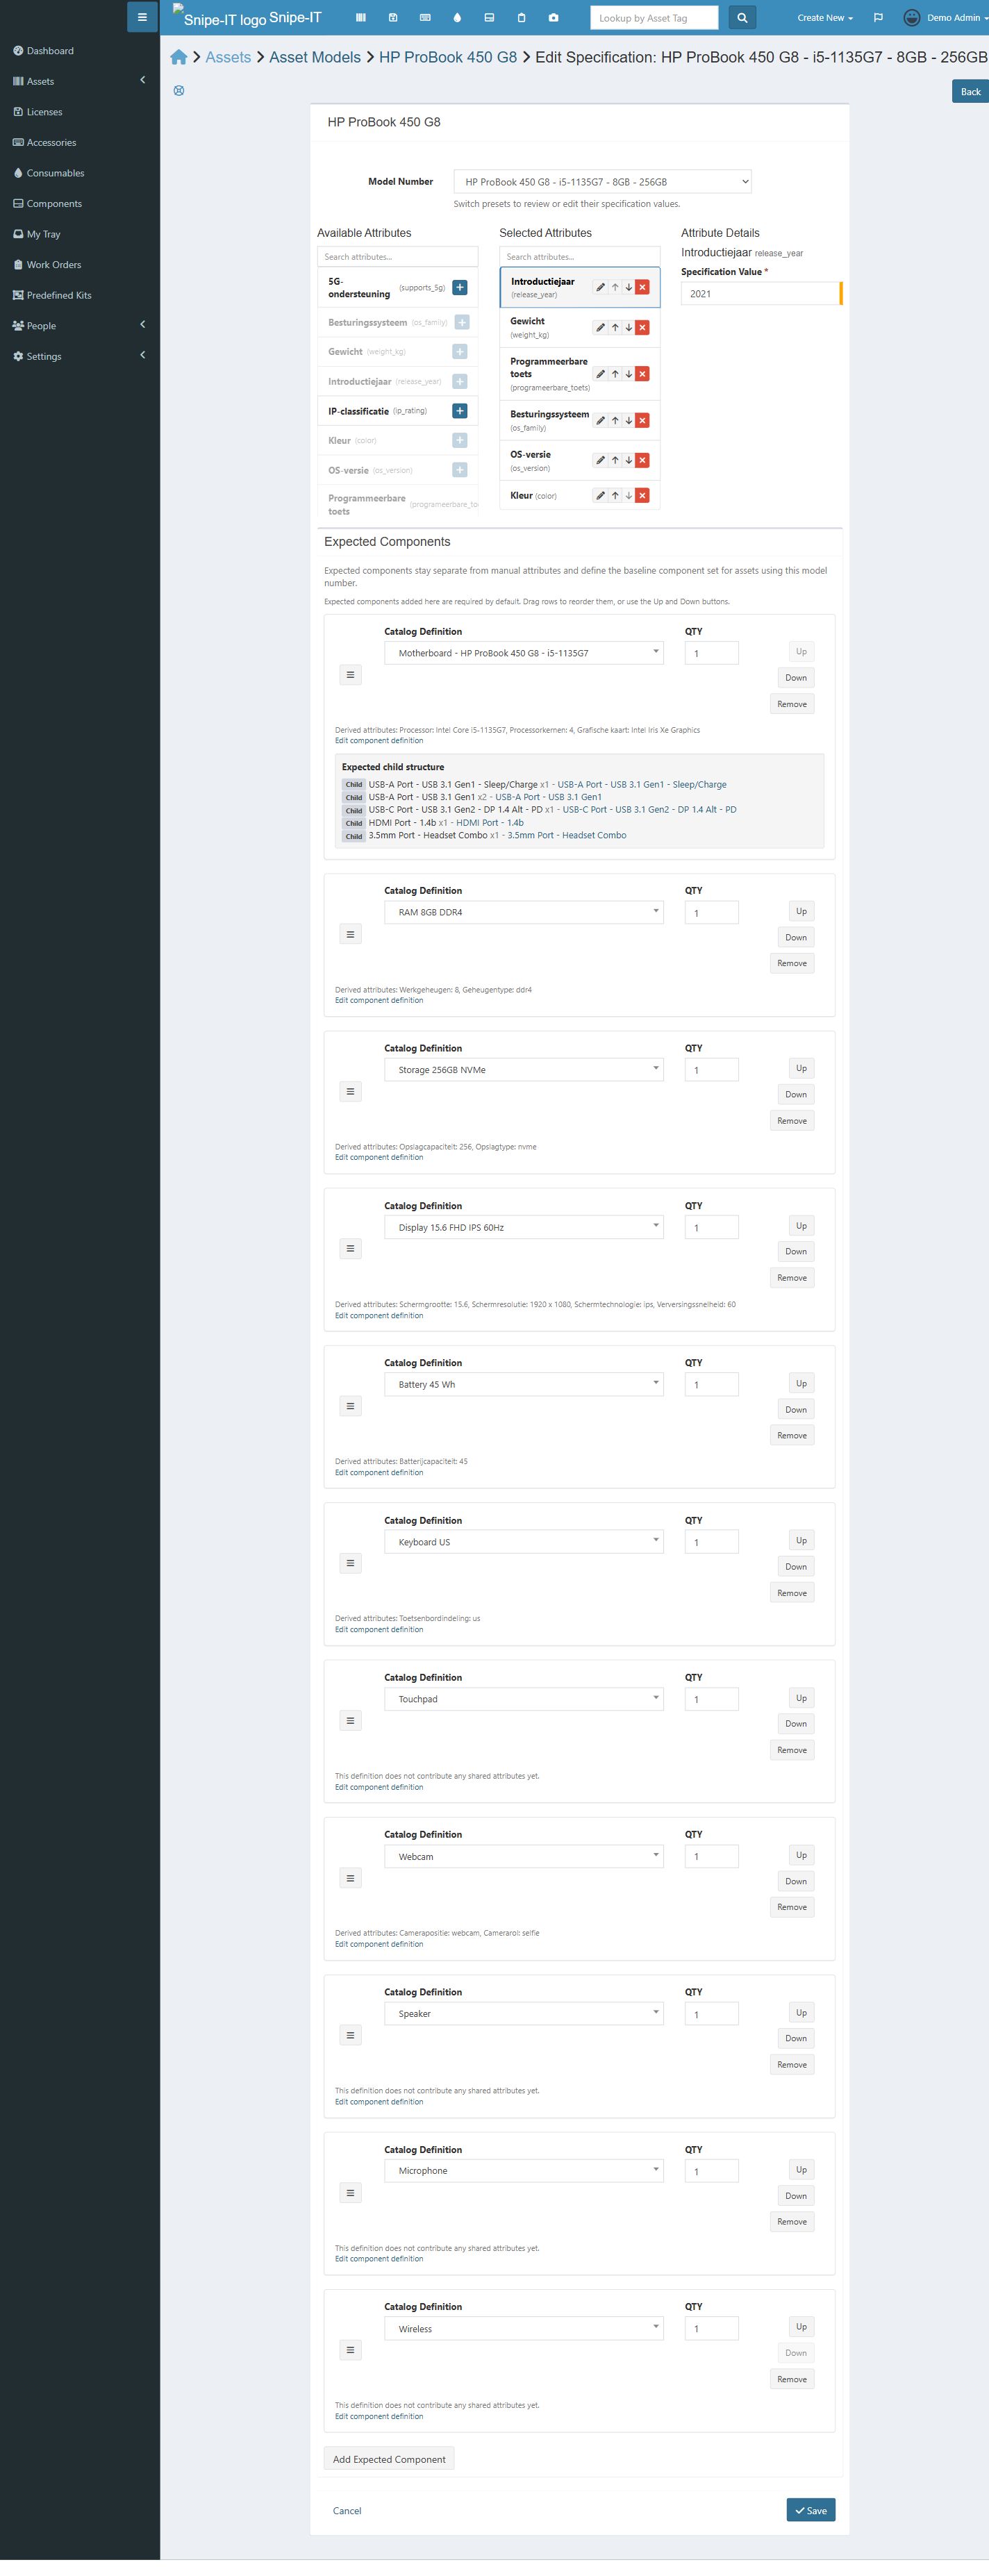 Snipe-IT logo Snipe-IT
Lookup by Asset Tag
Create New
Demo Admin
Dashboard
Assets
Licenses
Accessories
Consumables
Components
My Tray
Work Orders
Predefined Kits
People
Settings
Assets > Asset Models > HP ProBook 450 G8 > Edit Specification: HP ProBook 450 G8 - i5-1135G7 - 8GB - 256GB
Back
HP ProBook 450 G8
Model Number
HP ProBook 450 G8 - i5-1135G7 - 8GB - 256GB
Switch presets to review or edit their specification values.
Available Attributes
Search attributes...
5G-ondersteuning (supports_5g)
Besturingssysteem (os_family)
Gewicht (weight_kg)
Introductiejaar (release_year)
IP-classificatie (ip_rating)
Kleur (color)
OS-versie (os_version)
Programmeerbare toets (programeerbare_to
Selected Attributes
Search attributes...
Introductiejaar
(release_year)
Gewicht
(weight_kg)
Programmeerbare
toets
(programeerbare_toets)
Besturingssysteem
(os_family)
OS-versie
(os_version)
Kleur (color)
Attribute Details
Introductiejaar release_year
Specification Value *
2021
Expected Components
Expected components stay separate from manual attributes and define the baseline component set for assets using this model
number.
Expected components added here are required by default. Drag rows to reorder them, or use the Up and Down buttons.
Catalog Definition QTY
Motherboard - HP ProBook 450 G8 - i5-1135G7 1
Up
Down
Remove
Derived attributes: Processor: Intel Core i5-1135G7, Processorkernen: 4, Grafische kaart: Intel Iris Xe Graphics
Edit component definition
Expected child structure
Child USB-A Port - USB 3.1 Gen1 - Sleep/Charge x1 - USB-A Port - USB 3.1 Gen1 - Sleep/Charge
Child USB-A Port - USB 3.1 Gen1 x2 - USB-A Port - USB 3.1 Gen1
Child USB-C Port - USB 3.1 Gen2 - DP 1.4 Alt - PD x1 - USB-C Port - USB 3.1 Gen2 - DP 1.4 Alt - PD
Child HDMI Port - 1.4b x1 - HDMI Port - 1.4b
Child 3.5mm Port - Headset Combo x1 - 3.5mm Port - Headset Combo
Catalog Definition QTY
RAM 8GB DDR4 1
Up
Down
Remove
Derived attributes: Werkgeheugen: 8, Geheugentype: ddr4
Edit component definition
Catalog Definition QTY
Storage 256GB NVMe 1
Up
Down
Remove
Derived attributes: Opslagcapaciteit: 256, Opslagtype: nvme
Edit component definition
Catalog Definition QTY
Display 15.6 FHD IPS 60Hz 1
Up
Down
Remove
Derived attributes: Schermgrootte: 15.6, Schermresolutie: 1920 x 1080, Schermtechnologie: ips, Verversingssnelheid: 60
Edit component definition
Catalog Definition QTY
Battery 45 Wh 1
Up
Down
Remove
Derived attributes: Batterijcapaciteit: 45
Edit component definition
Catalog Definition QTY
Keyboard US 1
Up
Down
Remove
Derived attributes: Toetsenbordindeling: us
Edit component definition
Catalog Definition QTY
Touchpad 1
Up
Down
Remove
This definition does not contribute any shared attributes yet.
Edit component definition
Catalog Definition QTY
Webcam 1
Up
Down
Remove
Derived attributes: Camerapositie: webcam, Camerarol: selfie
Edit component definition
Catalog Definition QTY
Speaker 1
Up
Down
Remove
This definition does not contribute any shared attributes yet.
Edit component definition
Catalog Definition QTY
Microphone 1
Up
Down
Remove
This definition does not contribute any shared attributes yet.
Edit component definition
Catalog Definition QTY
Wireless 1
Up
Down
Remove
This definition does not contribute any shared attributes yet.
Edit component definition
Add Expected Component
Cancel
Save